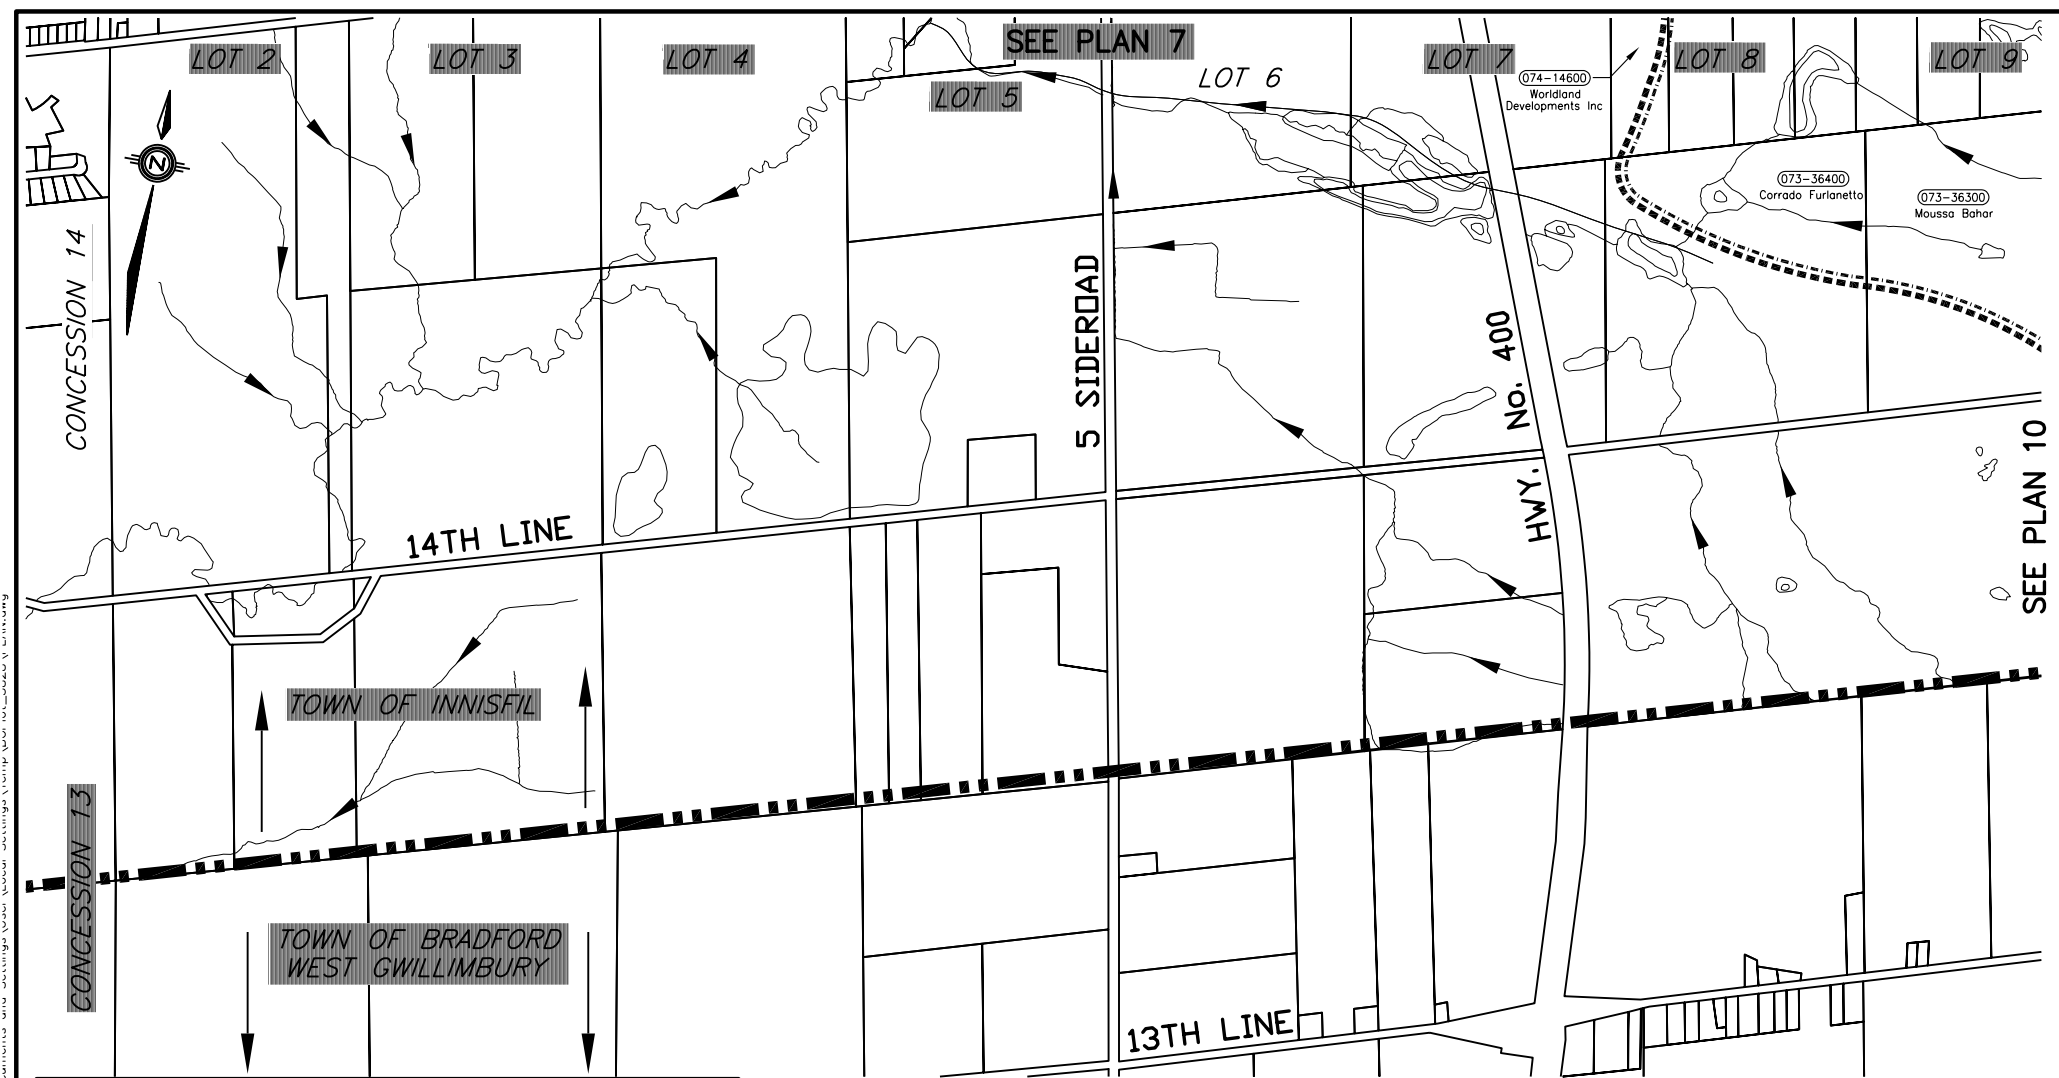 SEE PLAN 7
LOT 2
LOT 3
LOT 4
LOT 5
LOT 6
LOT 7
LOT 8
LOT 9
074-14600
Worldland
Developments Inc
073-36400
Corrado Furlanetto
073-36300
Moussa Bahar
N
CONCESSION 14
5 SIDEROAD
HWY. No. 400
SEE PLAN 10
14TH LINE
TOWN OF INNISFIL
CONCESSION 13
TOWN OF BRADFORD
WEST GWILLIMBURY
13TH LINE